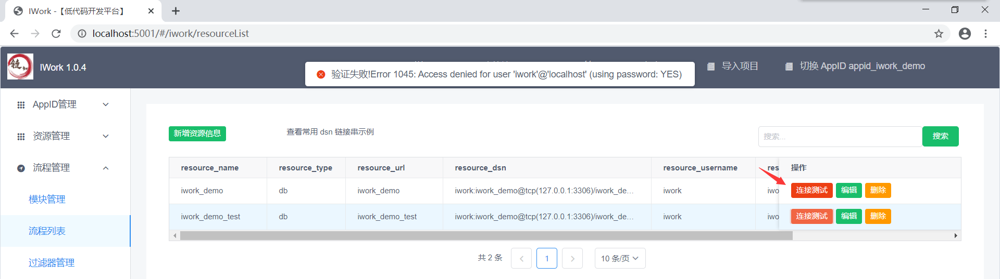 IWork -【低代码开发平台】
localhost:5001/#/iwork/resourceList
链知
IWork 1.0.4
验证失败!Error 1045: Access denied for user 'iwork'@'localhost' (using password: YES)
导入项目
切换 AppID appid_iwork_demo
AppID管理
资源管理
流程管理
模块管理
流程列表
过滤器管理
新增资源信息
查看常用 dsn 链接串示例
搜索...
搜索
resource_name resource_type resource_url resource_dsn resource_username res 操作
iwork_demo db iwork_demo iwork:iwork_demo@tcp(127.0.0.1:3306)/iwork_de... iwork iwo 连接测试 编辑 删除
iwork_demo_test db iwork_demo_test iwork:iwork_demo@tcp(127.0.0.1:3306)/iwork_de... iwork iwo 连接测试 编辑 删除
共 2 条 1 10 条/页